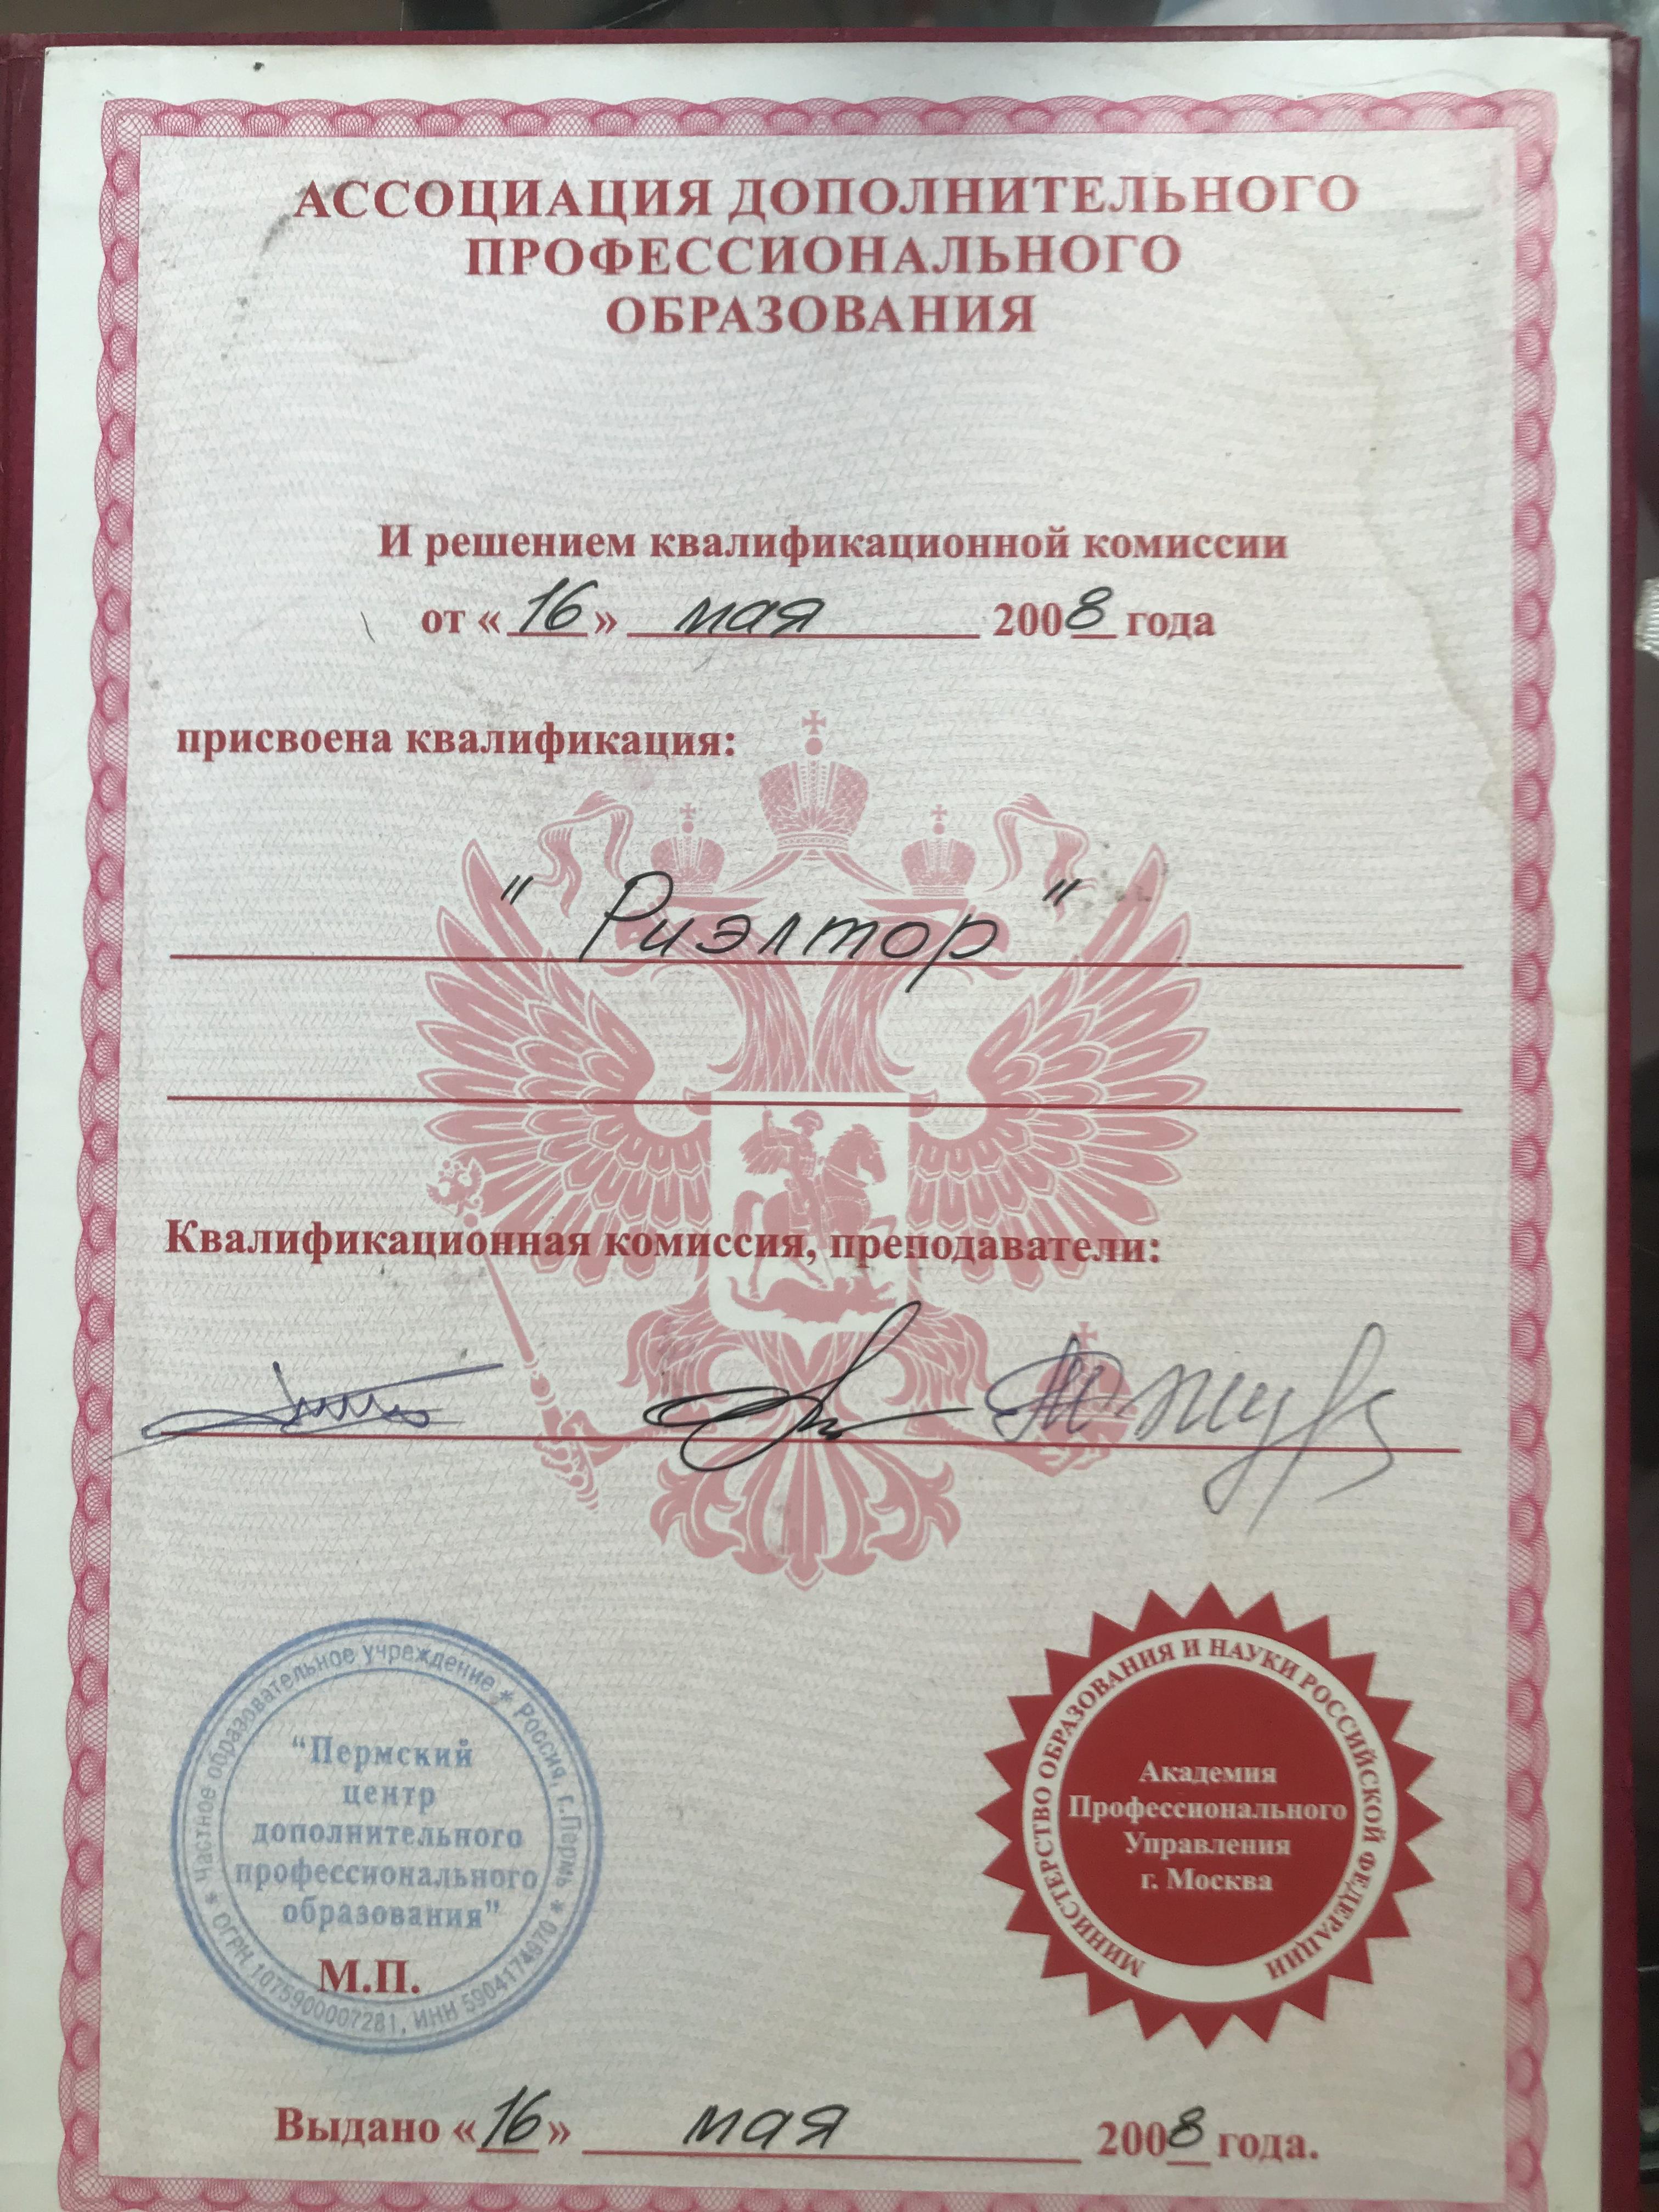 АССОЦИАЦИЯ ДОПОЛНИТЕЛЬНОГО
ПРОФЕССИОНАЛЬНОГО
ОБРАЗОВАНИЯ
И решением квалификационной комиссии
от «16» мая 2008 года
присвоена квалификация:
"Риэлтор"
Квалификационная комиссия, преподаватели:
* Частное образовательное учреждение * Россия, г.Пермь *
ОГРН 1075900007281, ИНН 5904174970
"Пермский
центр
дополнительного
профессионального
образования"
М.П.
МИНИСТЕРСТВО ОБРАЗОВАНИЯ И НАУКИ РОССИЙСКОЙ ФЕДЕРАЦИИ
Академия
Профессионального
Управления
г. Москва
Выдано «16» мая 2008 года.